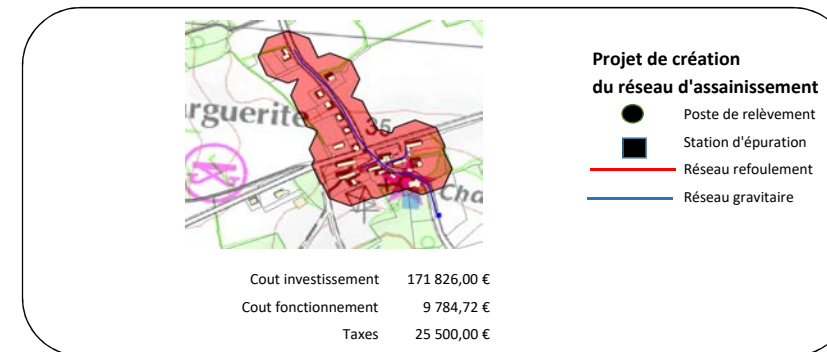 rguerite
35
Cha
Projet de création
du réseau d'assainissement
Poste de relèvement
Station d'épuration
Réseau refoulement
Réseau gravitaire
Cout investissement 171 826,00 €
Cout fonctionnement 9 784,72 €
Taxes 25 500,00 €